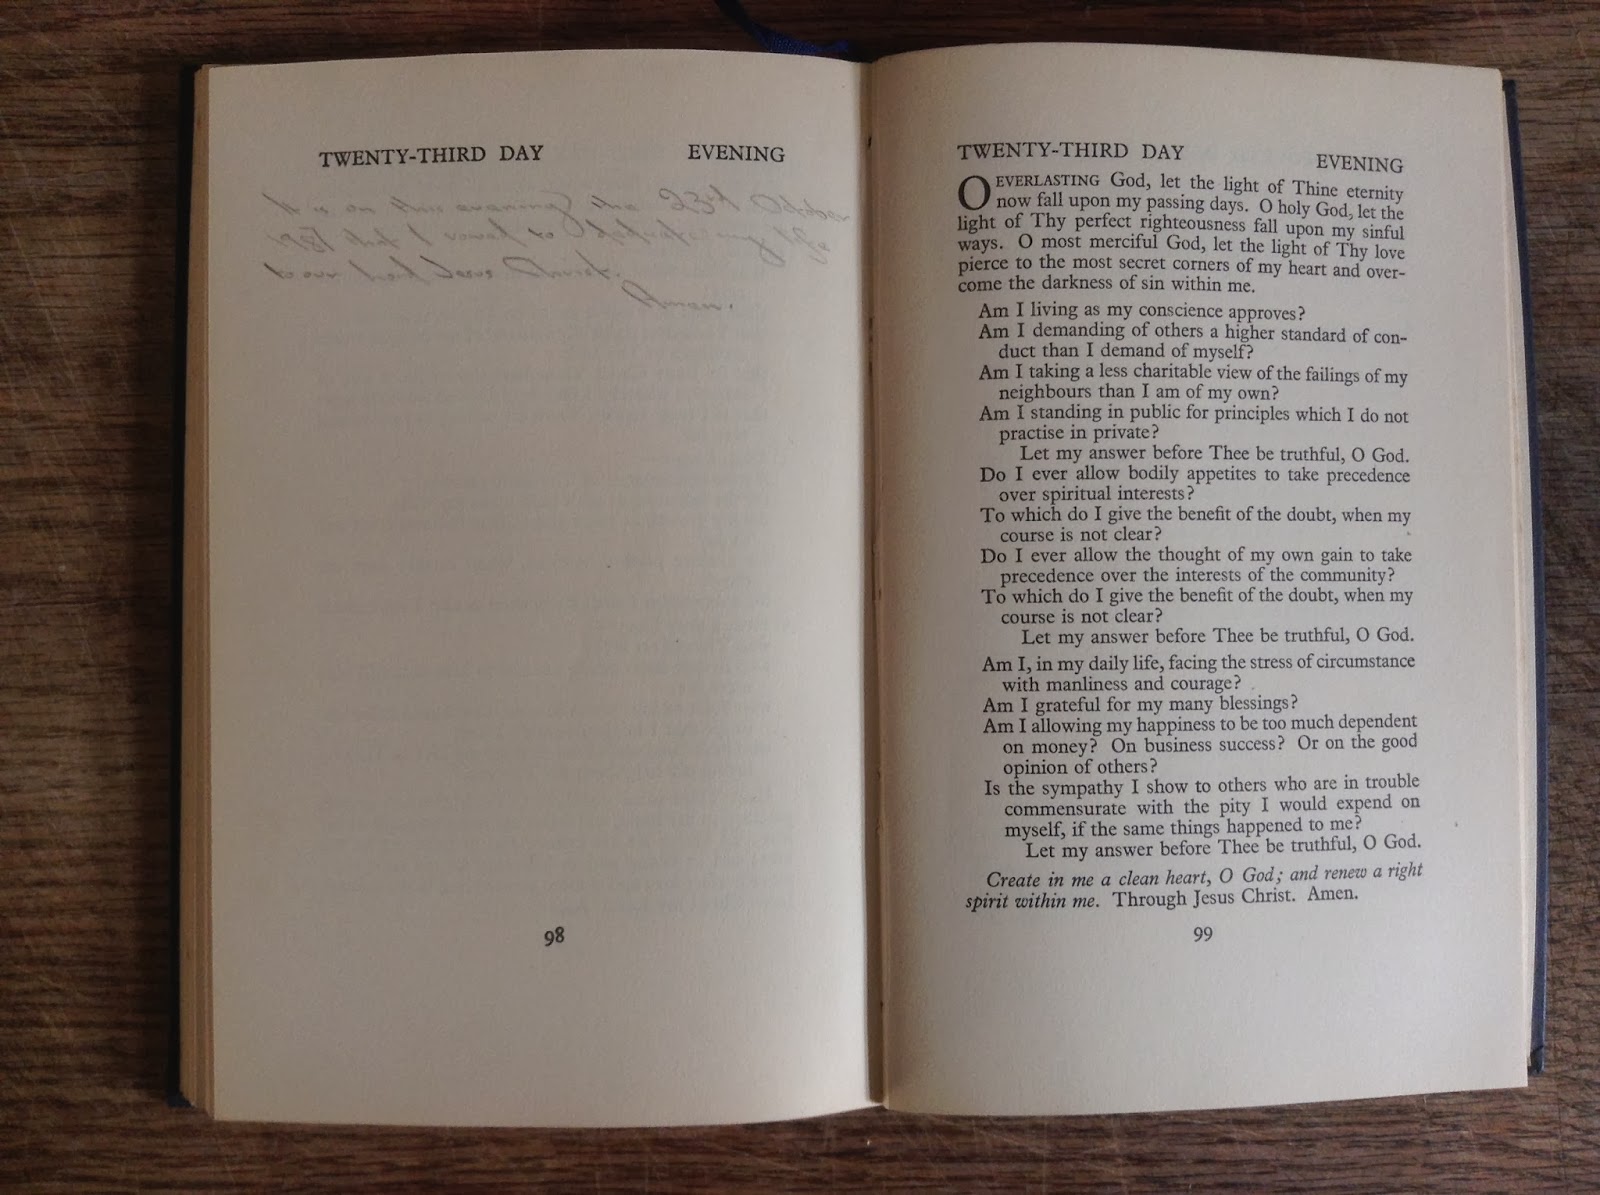 TWENTY-THIRD DAY EVENING
It is on this evening the 23rd October
1981 that I vowed to dedicate my life
to our Lord Jesus Christ.
Amen.
98
TWENTY-THIRD DAY EVENING
O EVERLASTING God, let the light of Thine eternity
now fall upon my passing days. O holy God, let the
light of Thy perfect righteousness fall upon my sinful
ways. O most merciful God, let the light of Thy love
pierce to the most secret corners of my heart and over-
come the darkness of sin within me.
Am I living as my conscience approves?
Am I demanding of others a higher standard of con-
duct than I demand of myself?
Am I taking a less charitable view of the failings of my
neighbours than I am of my own?
Am I standing in public for principles which I do not
practise in private?
Let my answer before Thee be truthful, O God.
Do I ever allow bodily appetites to take precedence
over spiritual interests?
To which do I give the benefit of the doubt, when my
course is not clear?
Do I ever allow the thought of my own gain to take
precedence over the interests of the community?
To which do I give the benefit of the doubt, when my
course is not clear?
Let my answer before Thee be truthful, O God.
Am I, in my daily life, facing the stress of circumstance
with manliness and courage?
Am I grateful for my many blessings?
Am I allowing my happiness to be too much dependent
on money? On business success? Or on the good
opinion of others?
Is the sympathy I show to others who are in trouble
commensurate with the pity I would expend on
myself, if the same things happened to me?
Let my answer before Thee be truthful, O God.
Create in me a clean heart, O God; and renew a right
spirit within me. Through Jesus Christ. Amen.
99